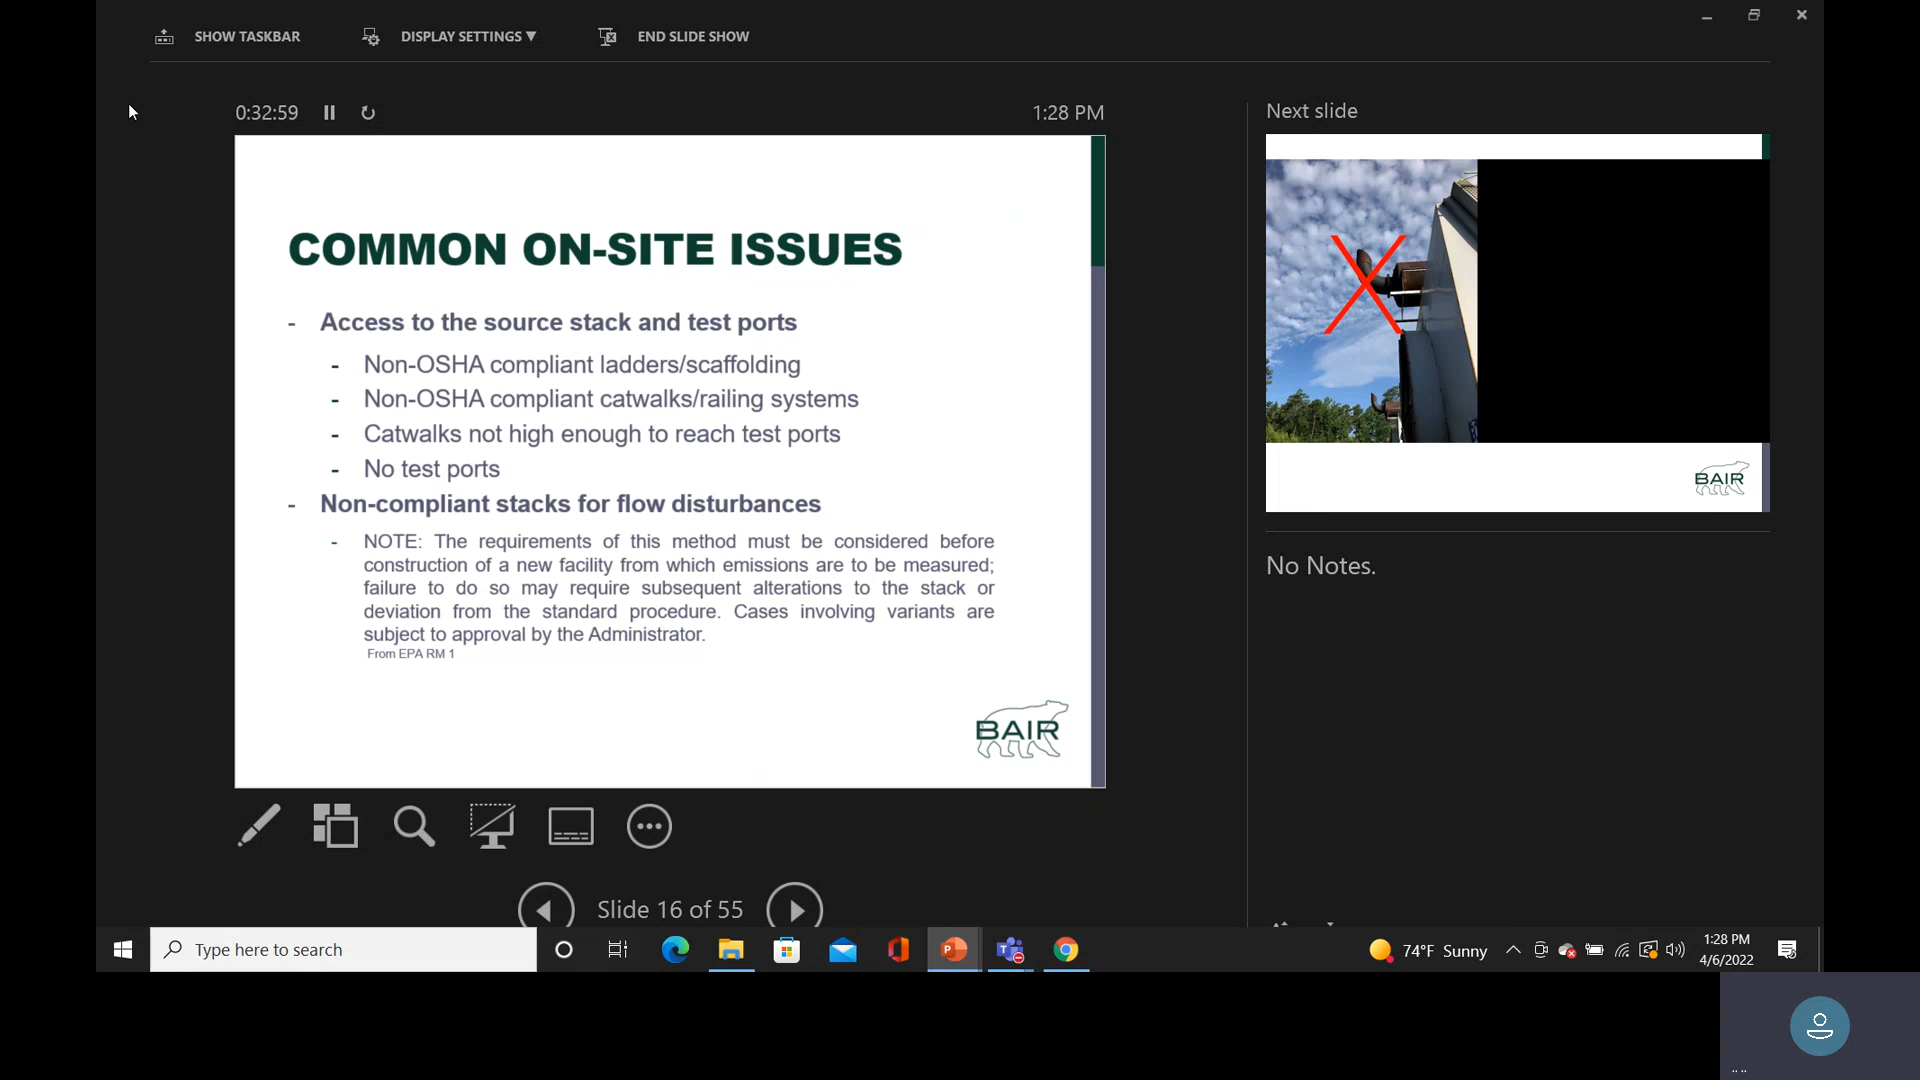 SHOW TASKBAR
DISPLAY SETTINGS ▼
END SLIDE SHOW
0:32:59
1:28 PM
Next slide
COMMON ON-SITE ISSUES
- Access to the source stack and test ports
- Non-OSHA compliant ladders/scaffolding
- Non-OSHA compliant catwalks/railing systems
- Catwalks not high enough to reach test ports
- No test ports
- Non-compliant stacks for flow disturbances
- NOTE: The requirements of this method must be considered before
construction of a new facility from which emissions are to be measured;
failure to do so may require subsequent alterations to the stack or
deviation from the standard procedure. Cases involving variants are
subject to approval by the Administrator.
From EPA RM 1
BAIR
BAIR
No Notes.
Slide 16 of 55
Type here to search
74°F Sunny
1:28 PM
4/6/2022